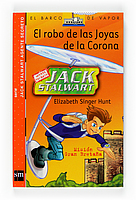 EL BARCO DE VAPOR
El robo de las Joyas
de la Corona
JACK STALWART
Elizabeth Singer Hunt
Misión
Gran Bretaña
sm